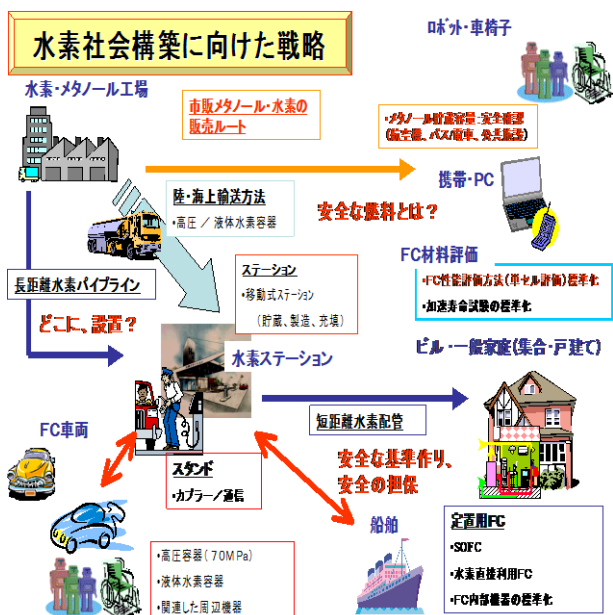 水素社会構築に向けた戦略
ロボット・車椅子
水素・メタノール工場
市販メタノール・水素の
販売ルート
・メタノール貯蔵容量:安全確認
(航空機、バス/電車、公共施設)
携帯・PC
陸・海上輸送方法
・高圧 / 液体水素容器
安全な燃料とは?
FC材料評価
・FC性能評価方法(単セル評価)標準化
・加速寿命試験の標準化
ステーション
・移動式ステーション
(貯蔵、製造、充填)
長距離水素パイプライン
どこに、設置?
水素ステーション
ビル・一般家庭(集合・戸建て)
短距離水素配管
FC車両
安全な基準作り、
安全の担保
スタンド
・カプラー/通信
船舶
定置用FC
・SOFC
・水素直接利用FC
・FC内部機器の標準化
・高圧容器(70MPa)
・液体水素容器
・関連した周辺機器